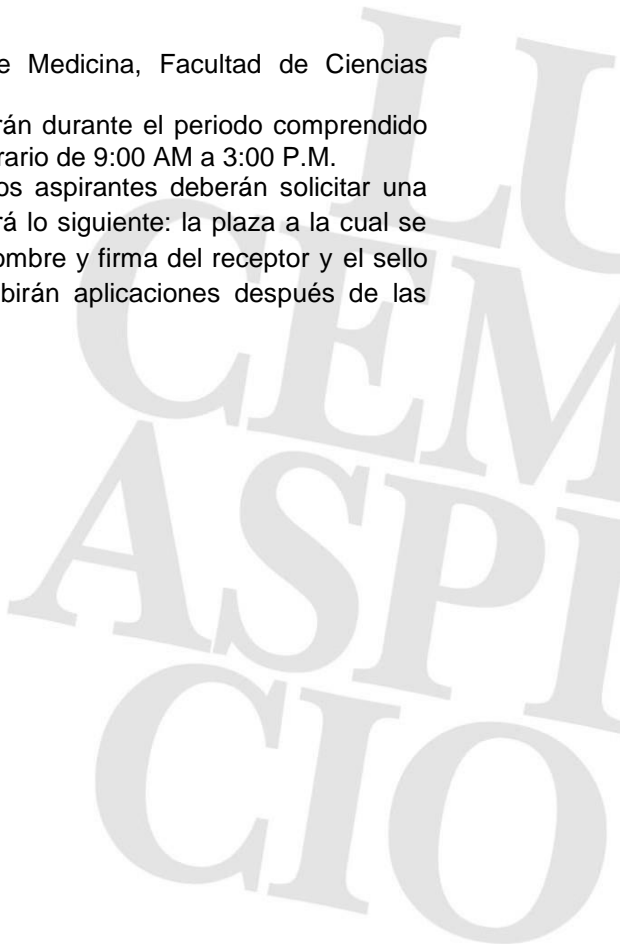 e Medicina, Facultad de Ciencias
rán durante el periodo comprendido
rario de 9:00 AM a 3:00 P.M.
os aspirantes deberán solicitar una
rá lo siguiente: la plaza a la cual se
ombre y firma del receptor y el sello
birán aplicaciones después de las
LU
CEM
ASPI
CIO